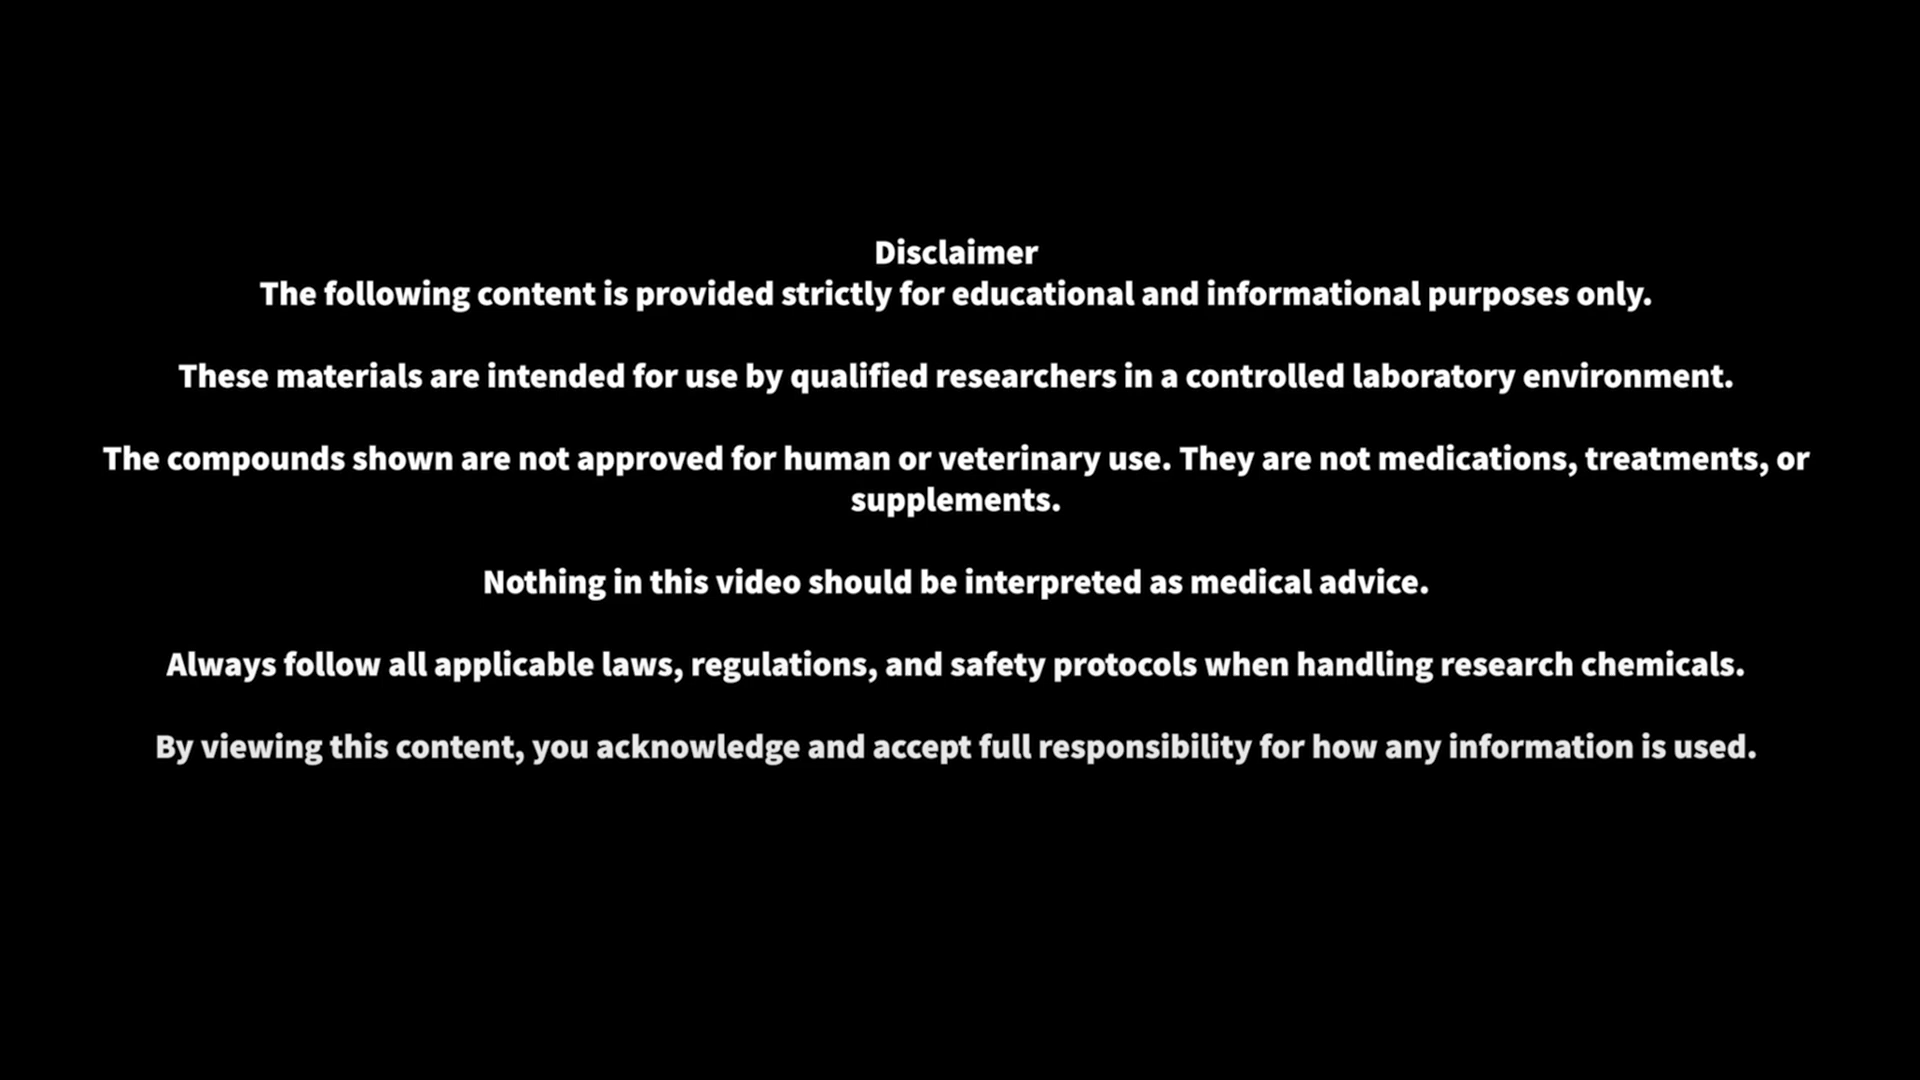 Disclaimer
The following content is provided strictly for educational and informational purposes only.
These materials are intended for use by qualified researchers in a controlled laboratory environment.
The compounds shown are not approved for human or veterinary use. They are not medications, treatments, or
supplements.
Nothing in this video should be interpreted as medical advice.
Always follow all applicable laws, regulations, and safety protocols when handling research chemicals.
By viewing this content, you acknowledge and accept full responsibility for how any information is used.